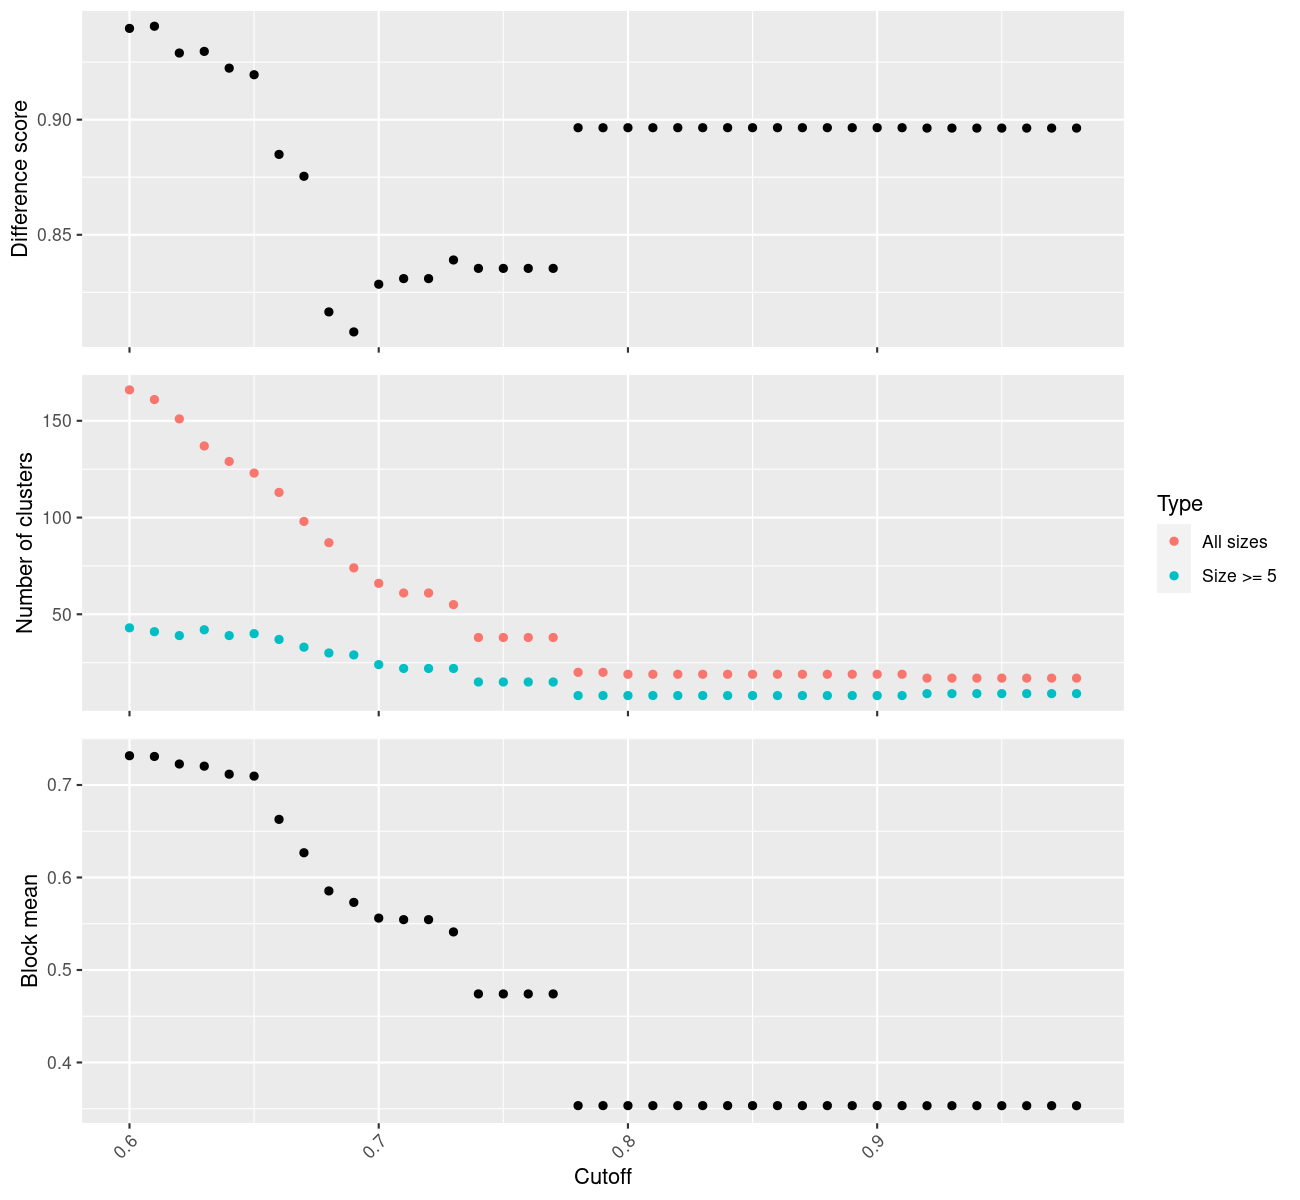 Difference score
0.90
0.85
Number of clusters
150
100
50
Type
All sizes
Size >= 5
Block mean
0.7
0.6
0.5
0.4
0.6
0.7
0.8
0.9
Cutoff